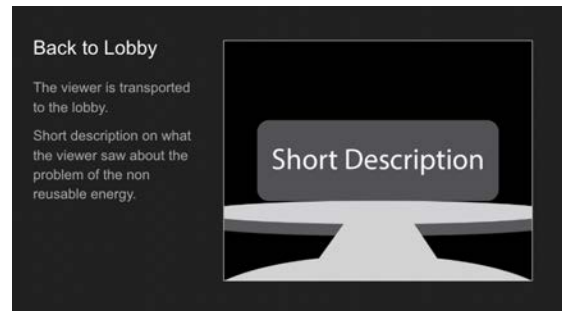 Back to Lobby
The viewer is transported
to the lobby.
Short description on what
the viewer saw about the
problem of the non
reusable energy.
Short Description